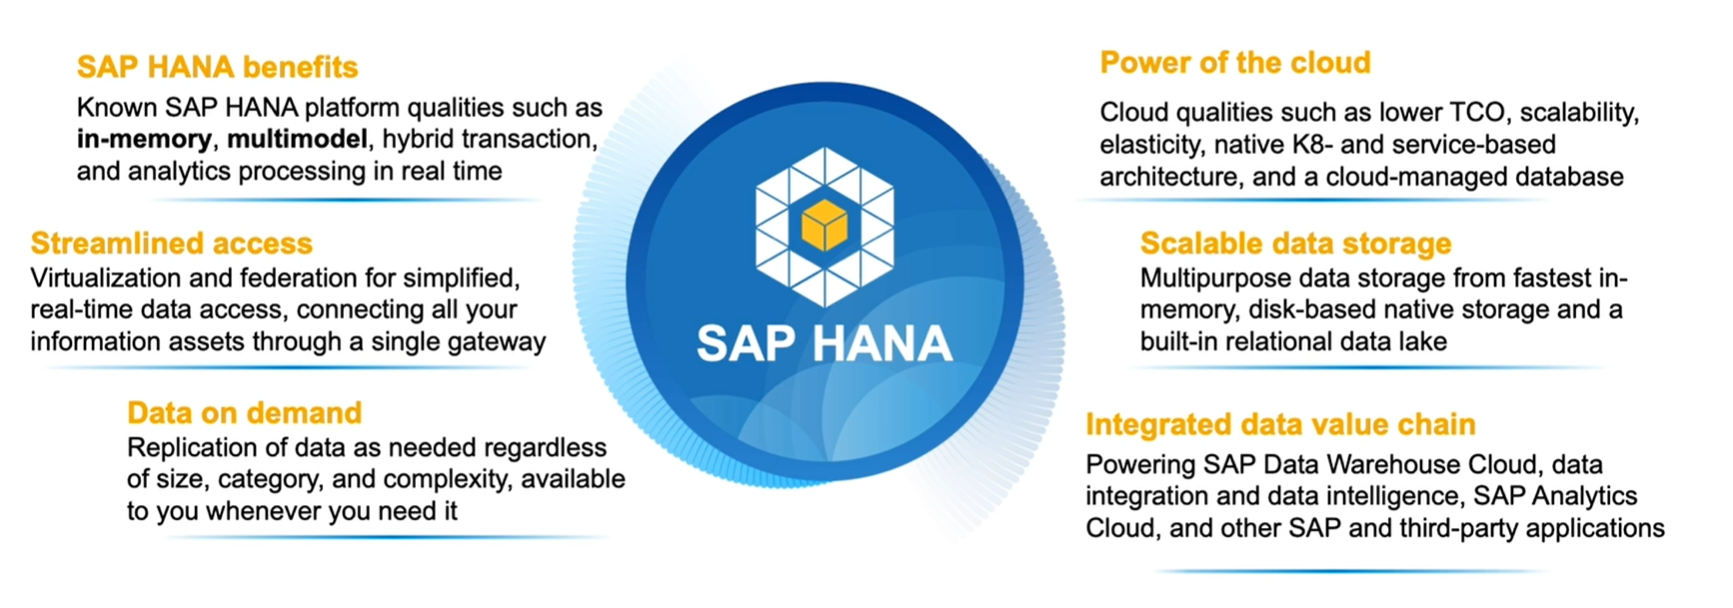 SAP HANA benefits
Known SAP HANA platform qualities such as
in-memory, multimodel, hybrid transaction,
and analytics processing in real time
Streamlined access
Virtualization and federation for simplified,
real-time data access, connecting all your
information assets through a single gateway
Data on demand
Replication of data as needed regardless
of size, category, and complexity, available
to you whenever you need it
SAP HANA
Power of the cloud
Cloud qualities such as lower TCO, scalability,
elasticity, native K8- and service-based
architecture, and a cloud-managed database
Scalable data storage
Multipurpose data storage from fastest in-
memory, disk-based native storage and a
built-in relational data lake
Integrated data value chain
Powering SAP Data Warehouse Cloud, data
integration and data intelligence, SAP Analytics
Cloud, and other SAP and third-party applications